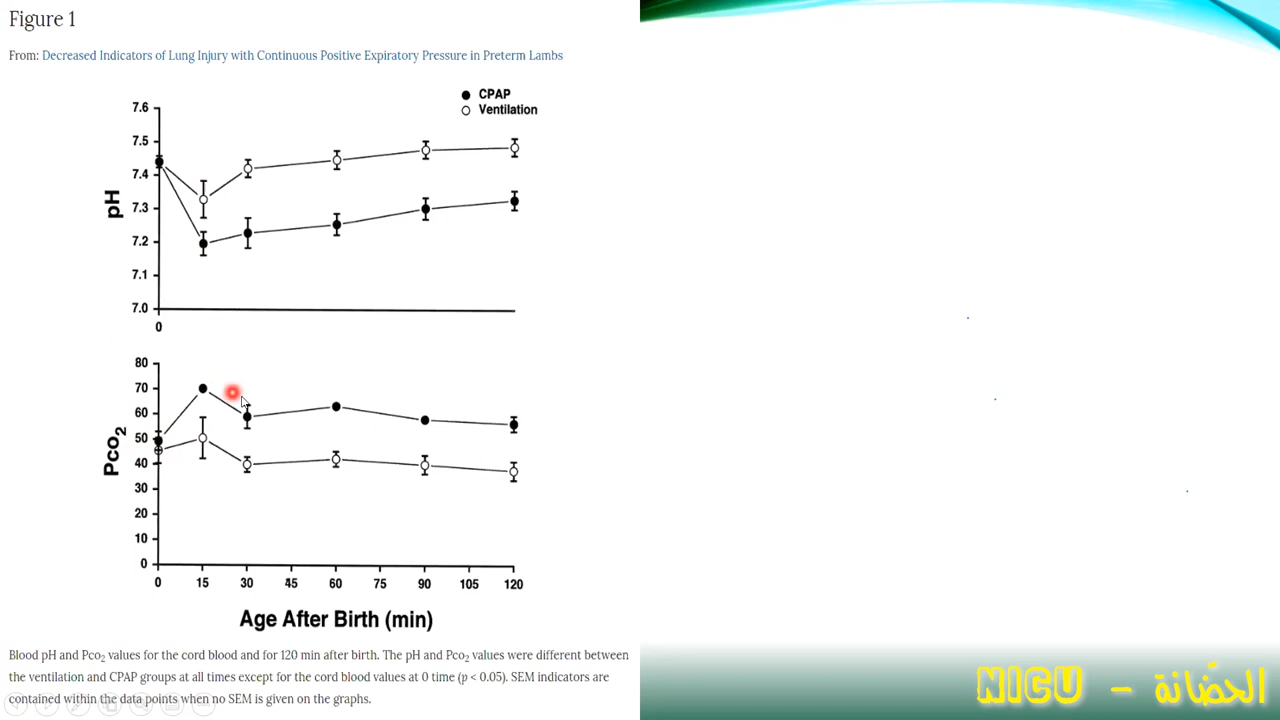 Figure 1
From: Decreased Indicators of Lung Injury with Continuous Positive Expiratory Pressure in Preterm Lambs
CPAP
Ventilation
7.6
7.5
7.4
7.3
7.2
7.1
7.0
pH
0
80
70
60
50
40
30
20
10
0
Pco2
0 15 30 45 60 75 90 105 120
Age After Birth (min)
Blood pH and Pco2 values for the cord blood and for 120 min after birth. The pH and Pco2 values were different between
the ventilation and CPAP groups at all times except for the cord blood values at 0 time (p < 0.05). SEM indicators are
contained within the data points when no SEM is given on the graphs.
NICU - الحضّانة